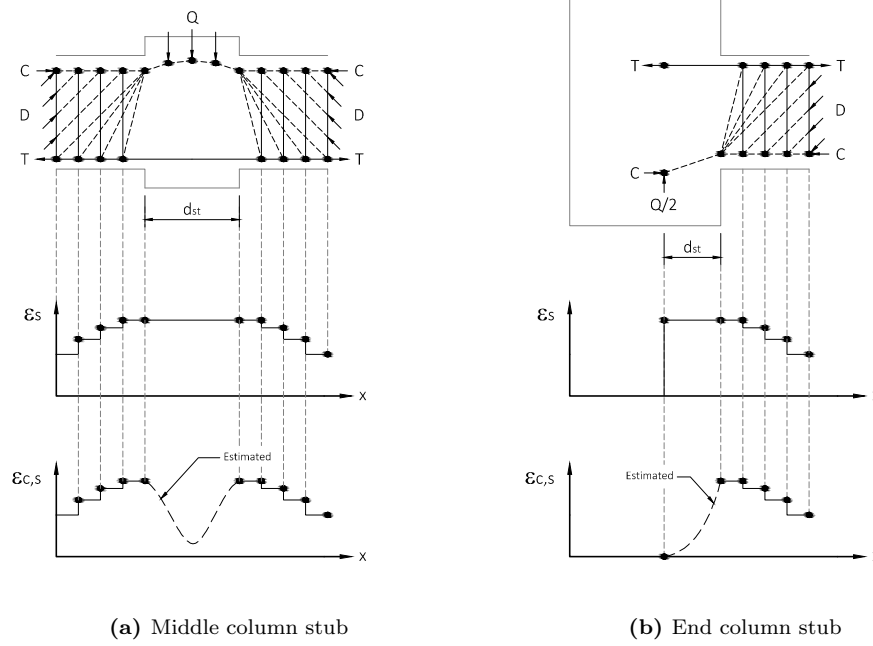 Q
C
C
D
D
T
T
dst
εs
x
εc,s
Estimated
x
(a) Middle column stub
T
T
D
C
C
Q/2
dst
εs
εc,s
Estimated
(b) End column stub